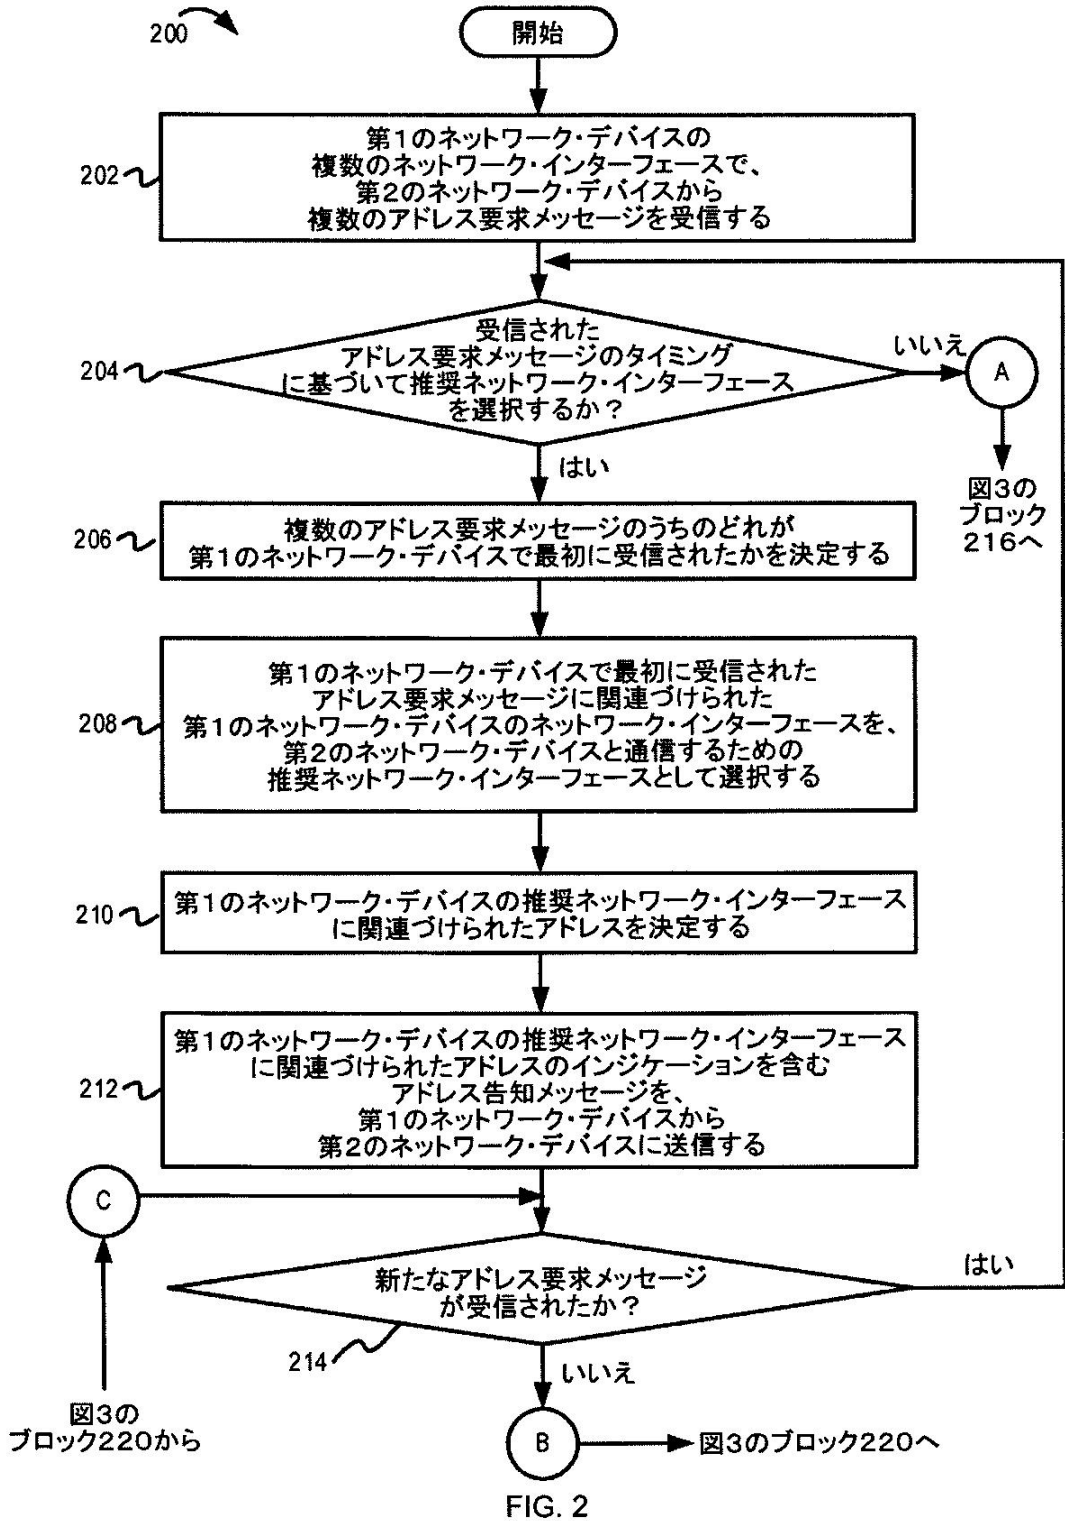 200
開始
第1のネットワーク・デバイスの
複数のネットワーク・インターフェースで、
第2のネットワーク・デバイスから
複数のアドレス要求メッセージを受信する
202
受信された
アドレス要求メッセージのタイミング
に基づいて推奨ネットワーク・インターフェース
を選択するか？
204
いいえ
A
図3の
ブロック
216へ
はい
複数のアドレス要求メッセージのうちのどれが
第1のネットワーク・デバイスで最初に受信されたかを決定する
206
第1のネットワーク・デバイスで最初に受信された
アドレス要求メッセージに関連づけられた
第1のネットワーク・デバイスのネットワーク・インターフェースを、
第2のネットワーク・デバイスと通信するための
推奨ネットワーク・インターフェースとして選択する
208
第1のネットワーク・デバイスの推奨ネットワーク・インターフェース
に関連づけられたアドレスを決定する
210
第1のネットワーク・デバイスの推奨ネットワーク・インターフェース
に関連づけられたアドレスのインジケーションを含む
アドレス告知メッセージを、
第1のネットワーク・デバイスから
第2のネットワーク・デバイスに送信する
212
C
新たなアドレス要求メッセージ
が受信されたか？
はい
214
いいえ
図3の
ブロック220から
B
図3のブロック220へ
FIG. 2